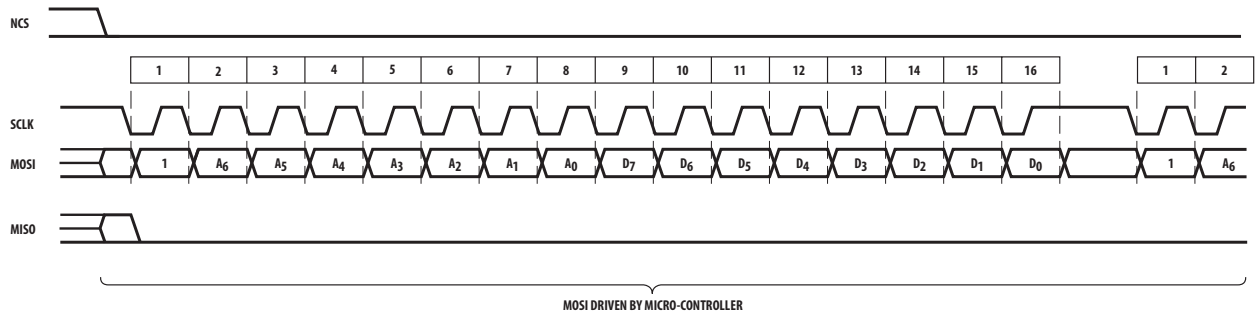 NCS
1 2 3 4 5 6 7 8 9 10 11 12 13 14 15 16 1 2
SCLK
MOSI 1 A6 A5 A4 A3 A2 A1 A0 D7 D6 D5 D4 D3 D2 D1 D0 1 A6
MISO
MOSI DRIVEN BY MICRO-CONTROLLER